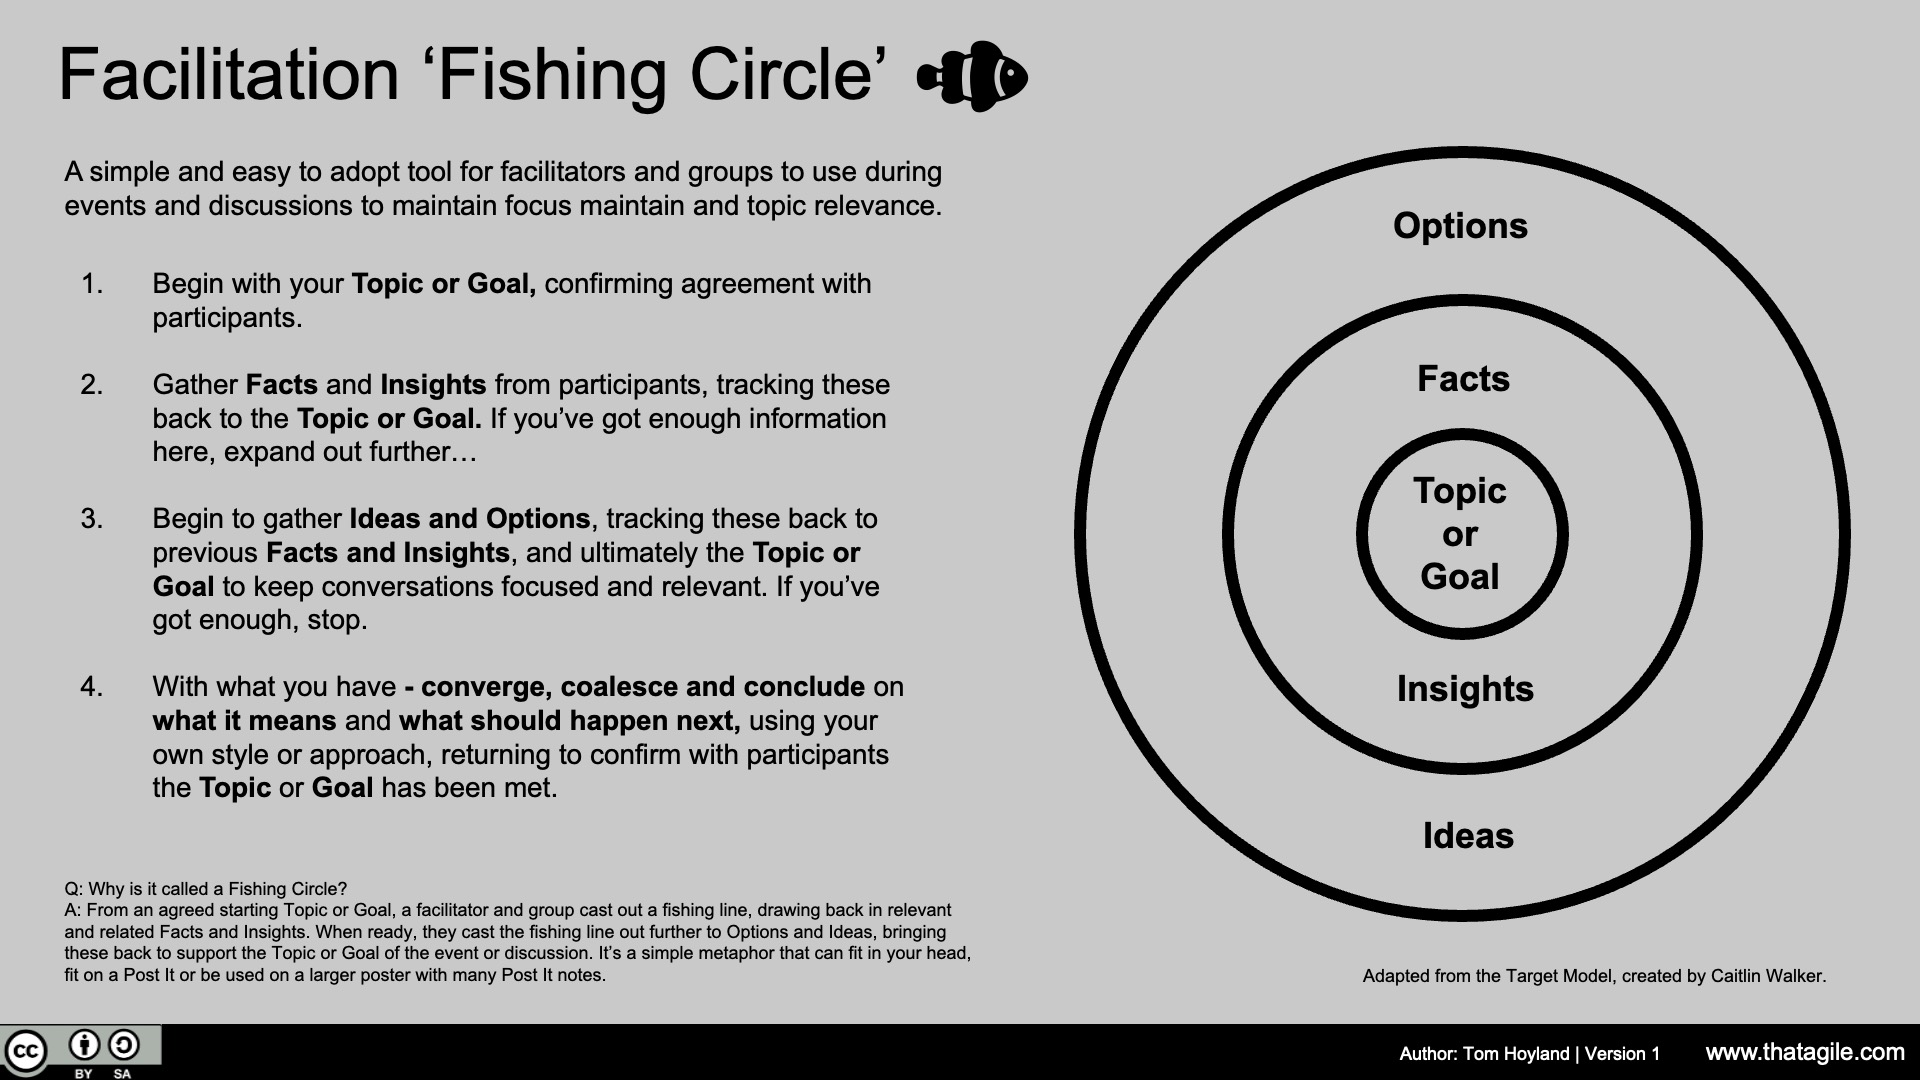 Facilitation ‘Fishing Circle’
A simple and easy to adopt tool for facilitators and groups to use during
events and discussions to maintain focus maintain and topic relevance.
1. Begin with your Topic or Goal, confirming agreement with
participants.
2. Gather Facts and Insights from participants, tracking these
back to the Topic or Goal. If you’ve got enough information
here, expand out further…
3. Begin to gather Ideas and Options, tracking these back to
previous Facts and Insights, and ultimately the Topic or
Goal to keep conversations focused and relevant. If you’ve
got enough, stop.
4. With what you have - converge, coalesce and conclude on
what it means and what should happen next, using your
own style or approach, returning to confirm with participants
the Topic or Goal has been met.
Q: Why is it called a Fishing Circle?
A: From an agreed starting Topic or Goal, a facilitator and group cast out a fishing line, drawing back in relevant
and related Facts and Insights. When ready, they cast the fishing line out further to Options and Ideas, bringing
these back to support the Topic or Goal of the event or discussion. It’s a simple metaphor that can fit in your head,
fit on a Post It or be used on a larger poster with many Post It notes.
Options
Facts
Topic
or
Goal
Insights
Ideas
Adapted from the Target Model, created by Caitlin Walker.
cc
BY SA
Author: Tom Hoyland | Version 1
www.thatagile.com